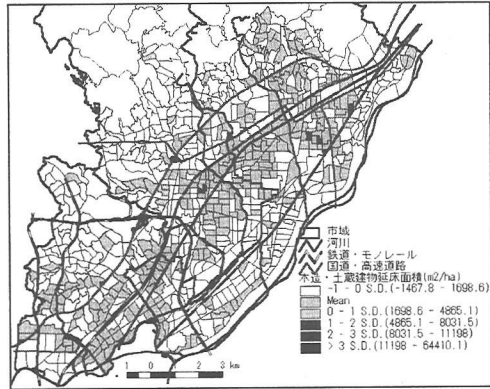 市域
河川
鉄道・モノレール
国道・高速道路
木造・土蔵建物延床面積(m2/ha)
-1 - 0 S.D.(-1467.8 - 1698.6)
Mean
0 - 1 S.D.(1698.6 - 4865.1)
1 - 2 S.D.(4865.1 - 8031.5)
2 - 3 S.D.(8031.5 - 11198)
> 3 S.D.(11198 - 64410.1)
1 0 1 2 3 km